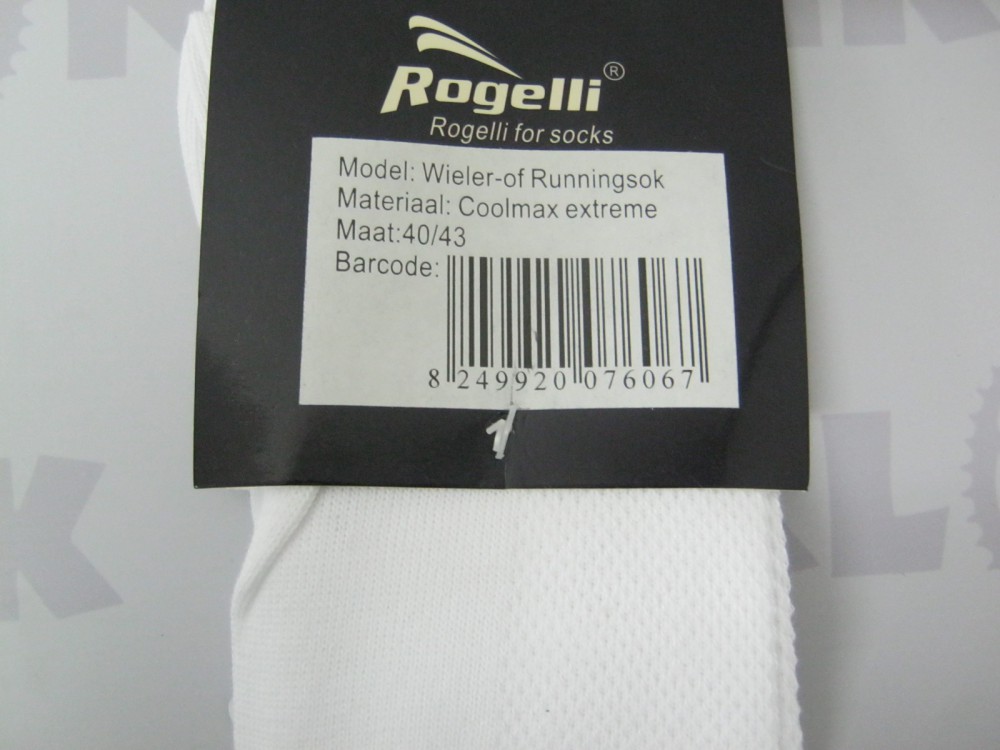 Rogelli®
Rogelli for socks
Model: Wieler-of Runningsok
Materiaal: Coolmax extreme
Maat:40/43
Barcode:
8 249920 076067